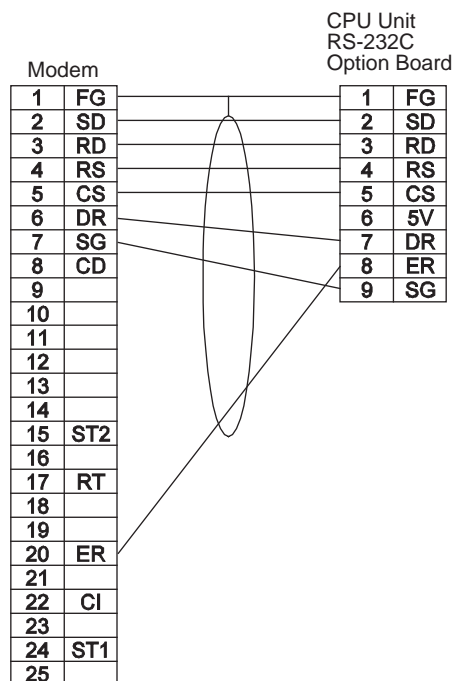 CPU Unit
RS-232C
Option Board
Modem
1 FG
2 SD
3 RD
4 RS
5 CS
6 DR
7 SG
8 CD
9
10
11
12
13
14
15 ST2
16
17 RT
18
19
20 ER
21
22 CI
23
24 ST1
25
1 FG
2 SD
3 RD
4 RS
5 CS
6 5V
7 DR
8 ER
9 SG